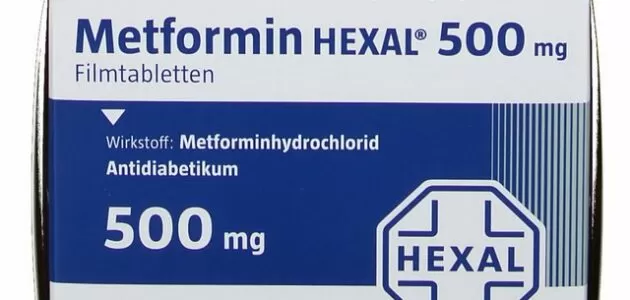 Metformin HEXAL® 500 mg
Filmtabletten
Wirkstoff: Metforminhydrochlorid
Antidiabetikum
500 mg
HEXAL